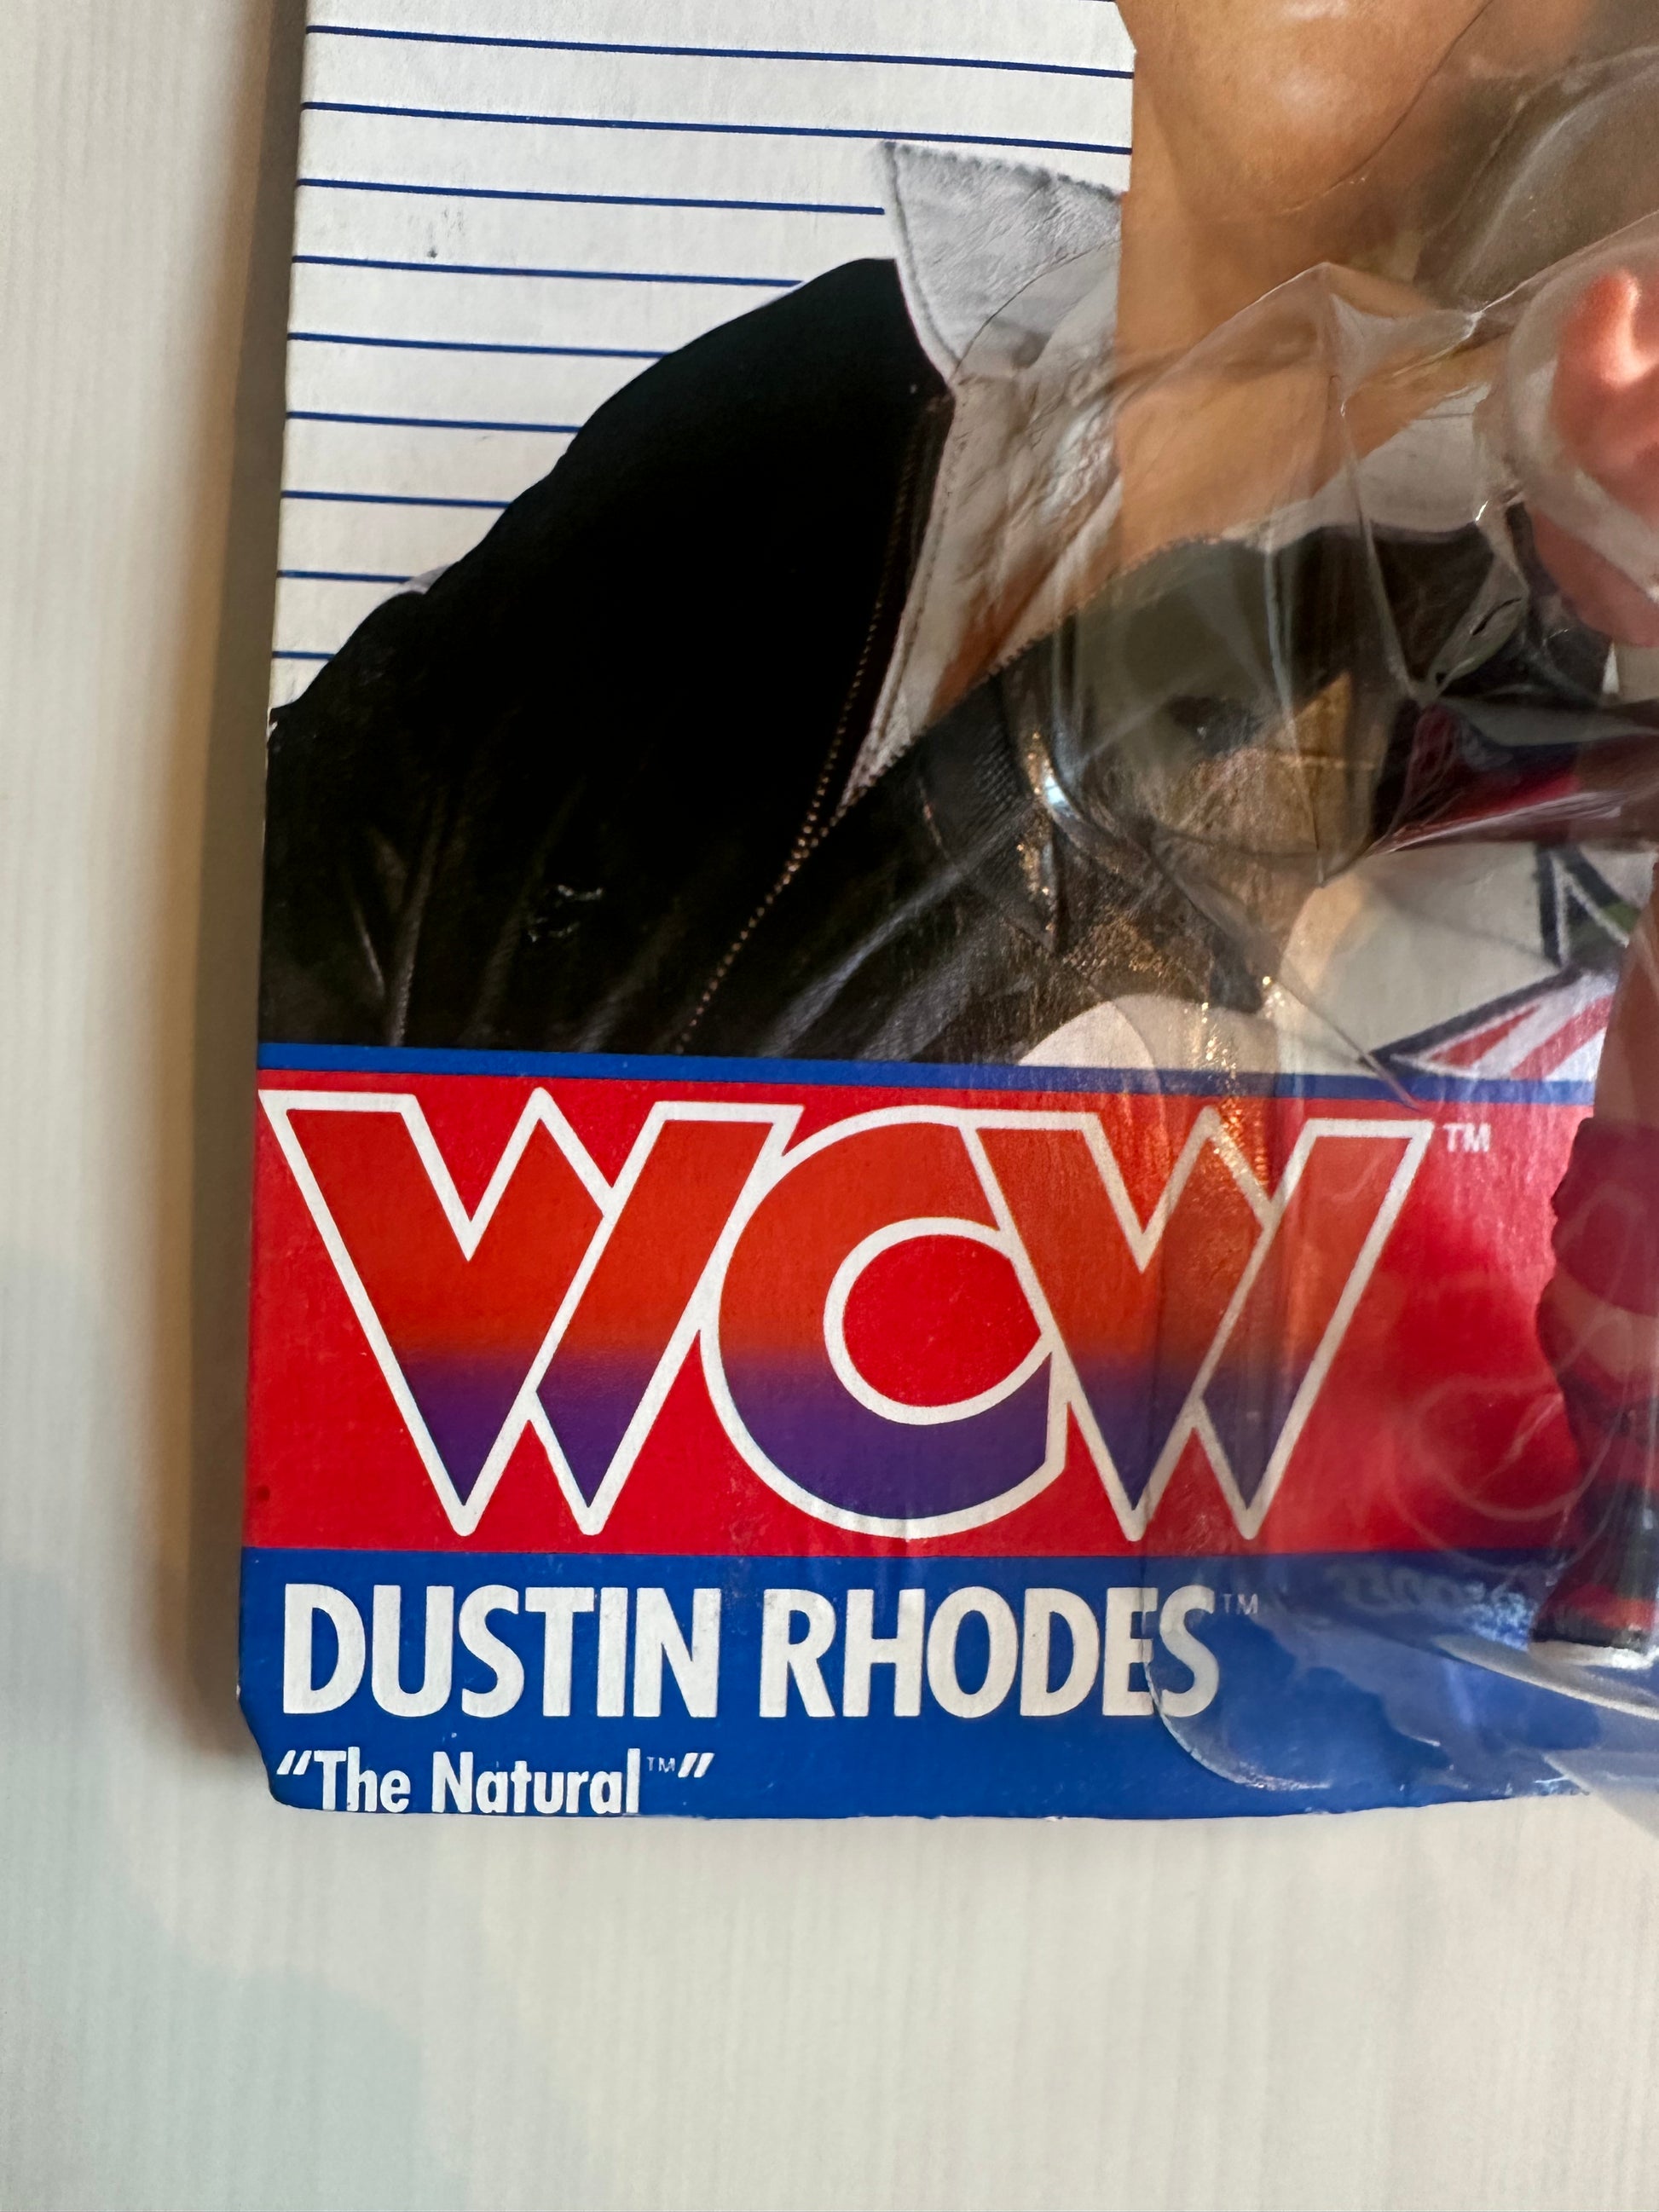 WCW™
DUSTIN RHODES™
"The Natural™"